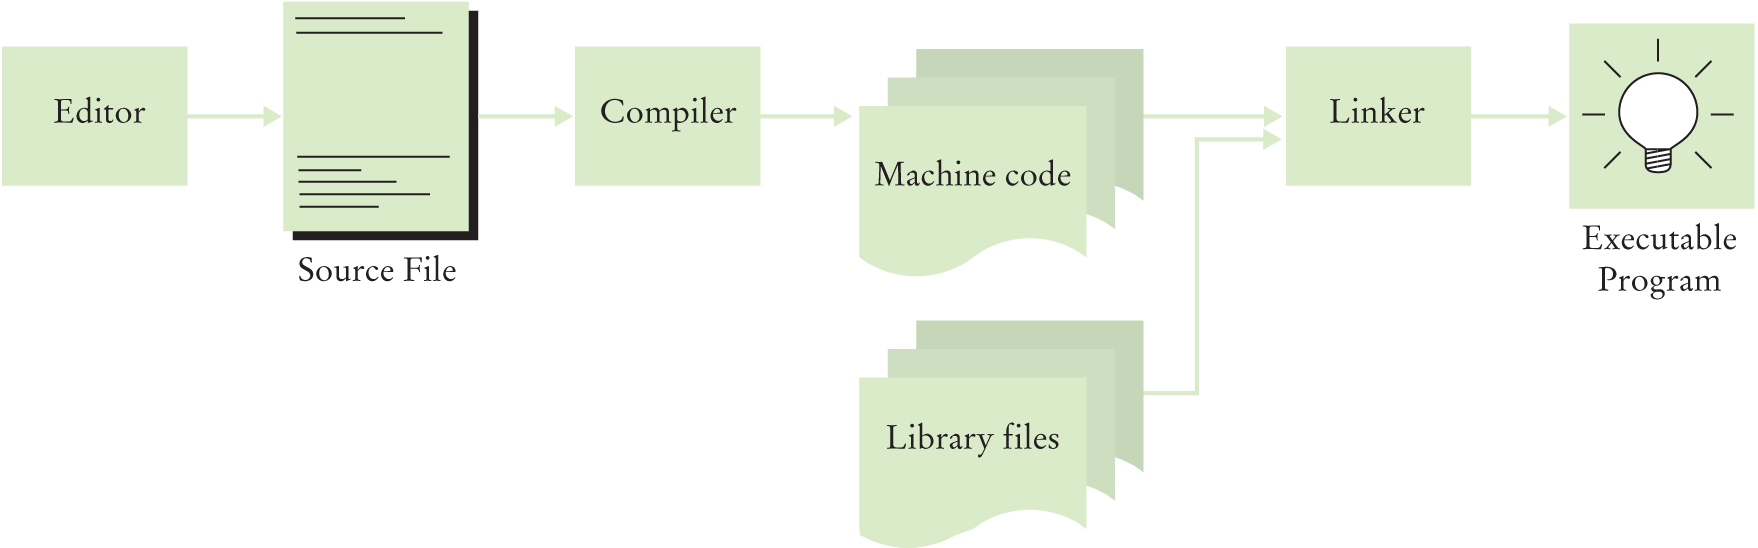 Editor
Source File
Compiler
Machine code
Library files
Linker
Executable
Program